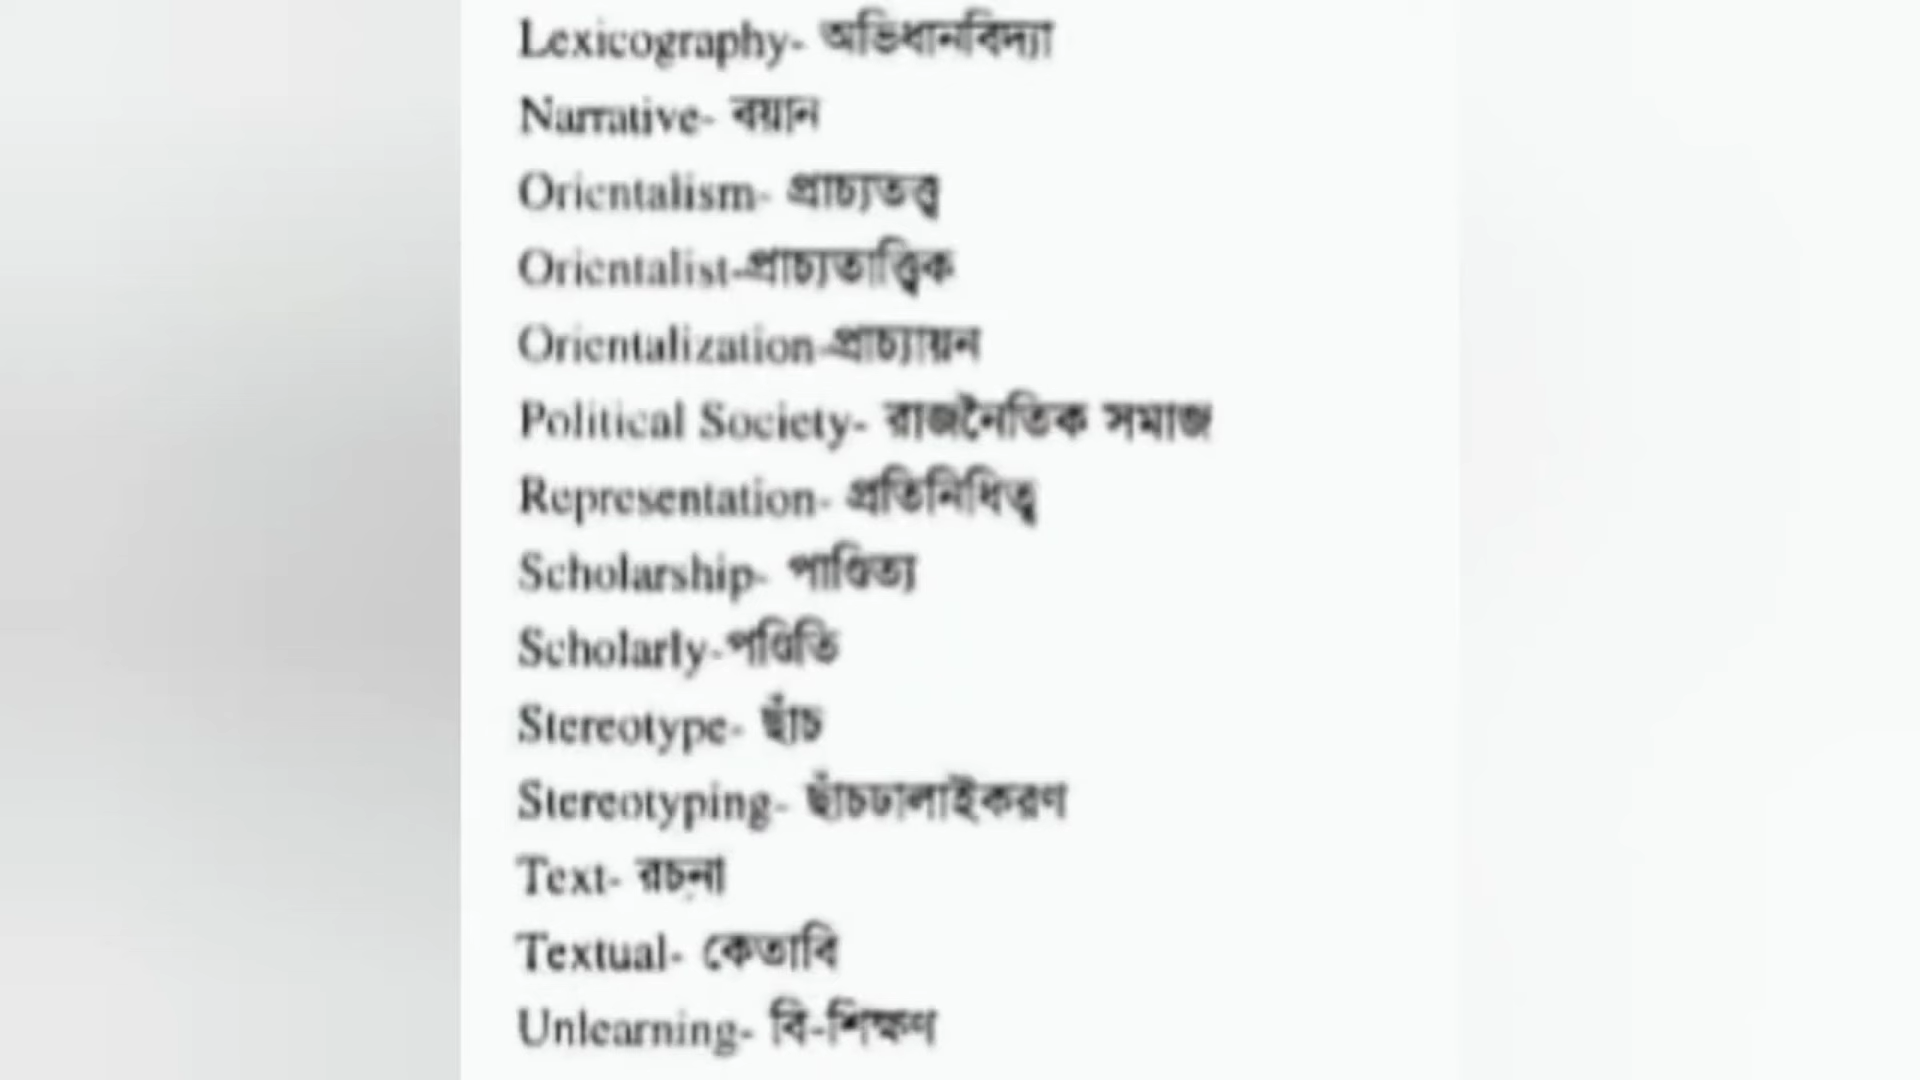 Lexicography- অভিধানবিদ্যা
Narrative- বয়ান
Orientalism- প্রাচ্যতত্ত্ব
Orientalist-প্রাচ্যতাত্ত্বিক
Orientalization-প্রাচ্যায়ন
Political Society- রাজনৈতিক সমাজ
Representation- প্রতিনিধিত্ব
Scholarship- পাণ্ডিত্য
Scholarly-পণ্ডিতি
Stereotype- ছাঁচ
Stereotyping- ছাঁচঢালাইকরণ
Text- রচনা
Textual- কেতাবি
Unlearning- বি-শিক্ষণ